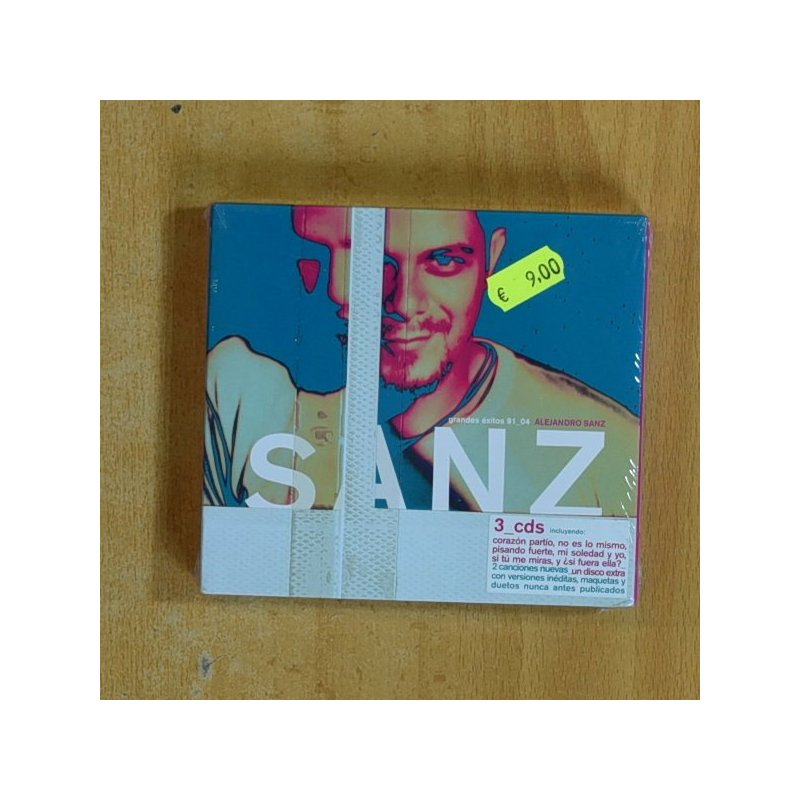 € 9,00
grandes éxitos 91_04 ALEJANDRO SANZ
SANZ
3_cds incluyendo:
corazón partío, no es lo mismo,
pisando fuerte, mi soledad y yo,
si tú me miras, y ¿si fuera ella?_
2 canciones nuevas_un disco extra
con versiones inéditas, maquetas y
duetos nunca antes publicados